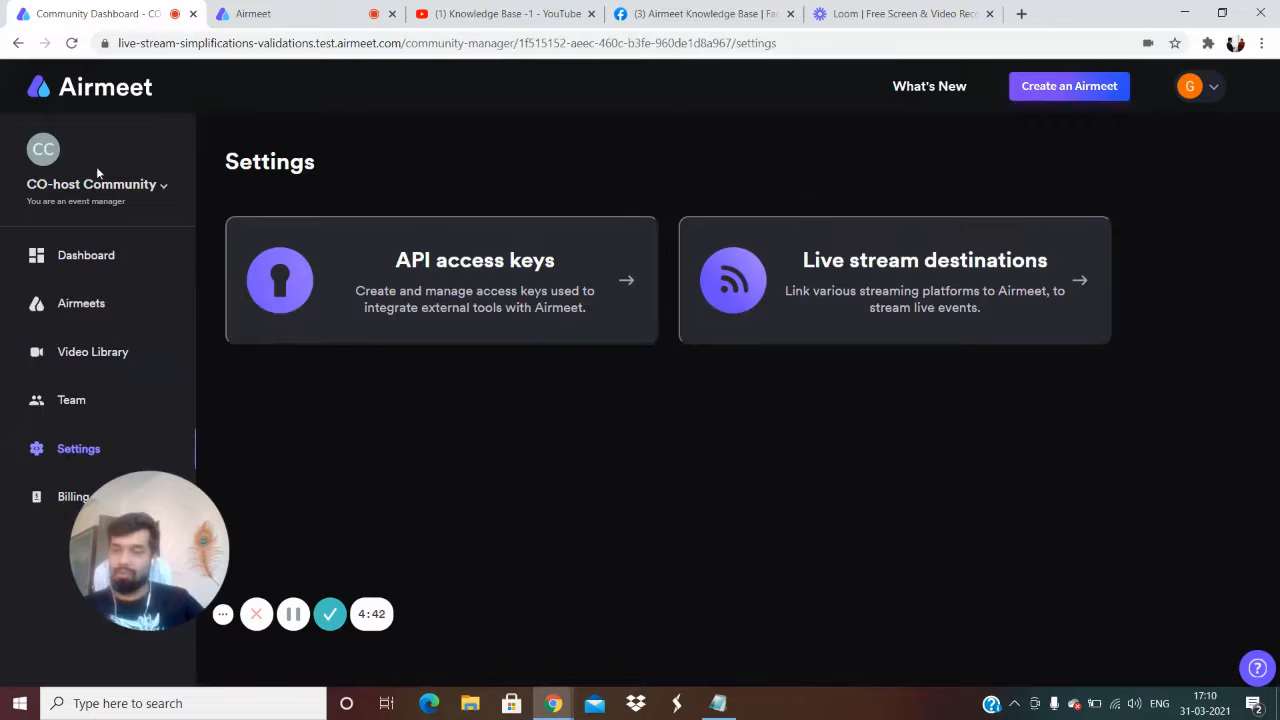 Community Dashboard - CO
Airmeet
(1) Knowledge Base -1 - YouTube
(3) Airmeet Knowledge Base | Fac
Loom | Free Screen & Video Rec
live-stream-simplifications-validations.test.airmeet.com/community-manager/1f515152-aeec-460c-b3fe-960de1d8a967/settings
Airmeet
What's New
Create an Airmeet
G
CC
CO-host Community
You are an event manager
Settings
API access keys
Create and manage access keys used to
integrate external tools with Airmeet.
Live stream destinations
Link various streaming platforms to Airmeet, to
stream live events.
Dashboard
Airmeets
Video Library
Team
Settings
Billing
4:42
Type here to search
ENG
17:10
31-03-2021
2